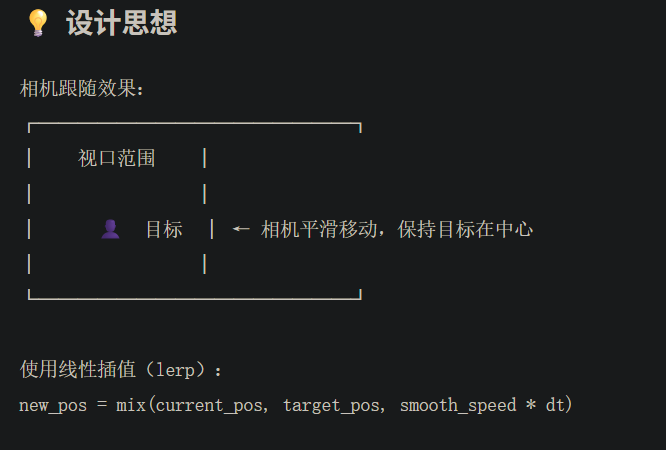 💡 设计思想
相机跟随效果：
┌─────────────────┐
│    视口范围    │
│                │
│      👤  目标  │ ← 相机平滑移动，保持目标在中心
│                │
└─────────────────┘
使用线性插值（lerp）：
new_pos = mix(current_pos, target_pos, smooth_speed * dt)